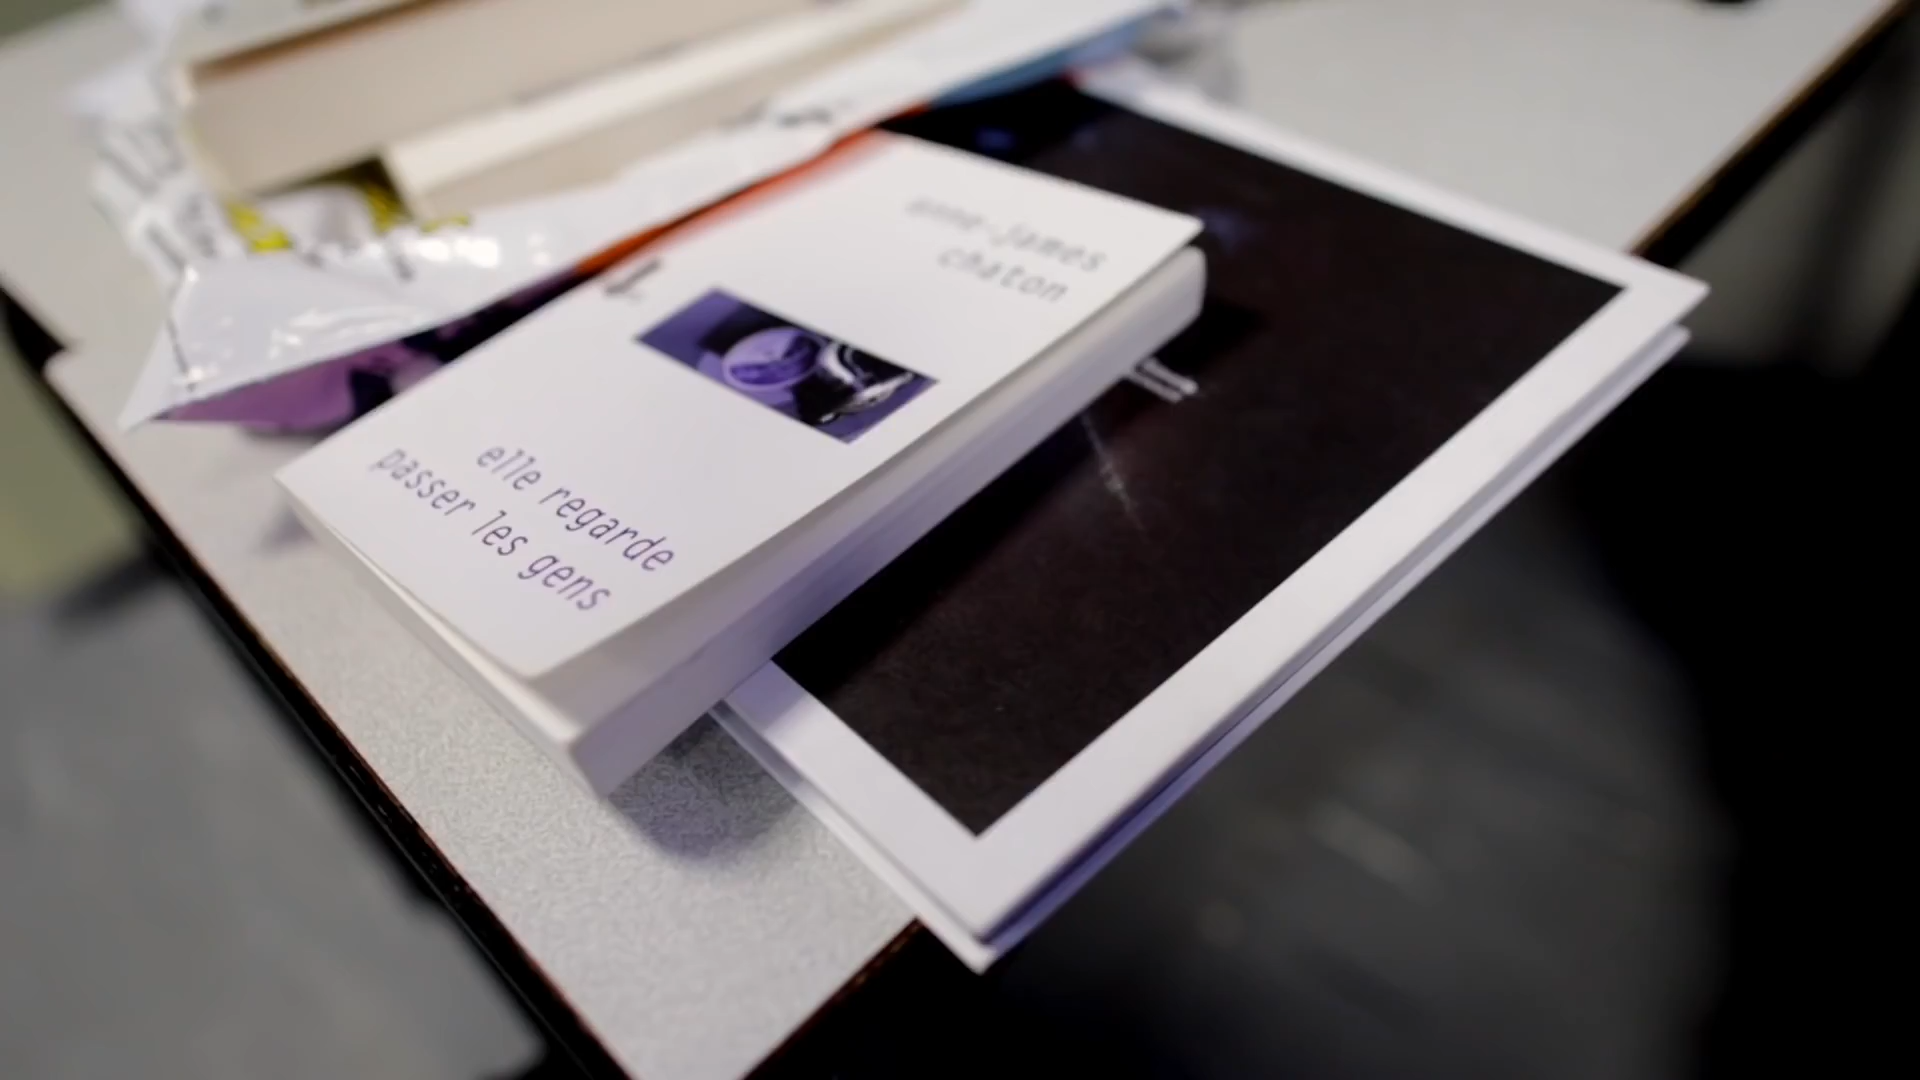 anne-james
chaton
elle regarde
passer les gens